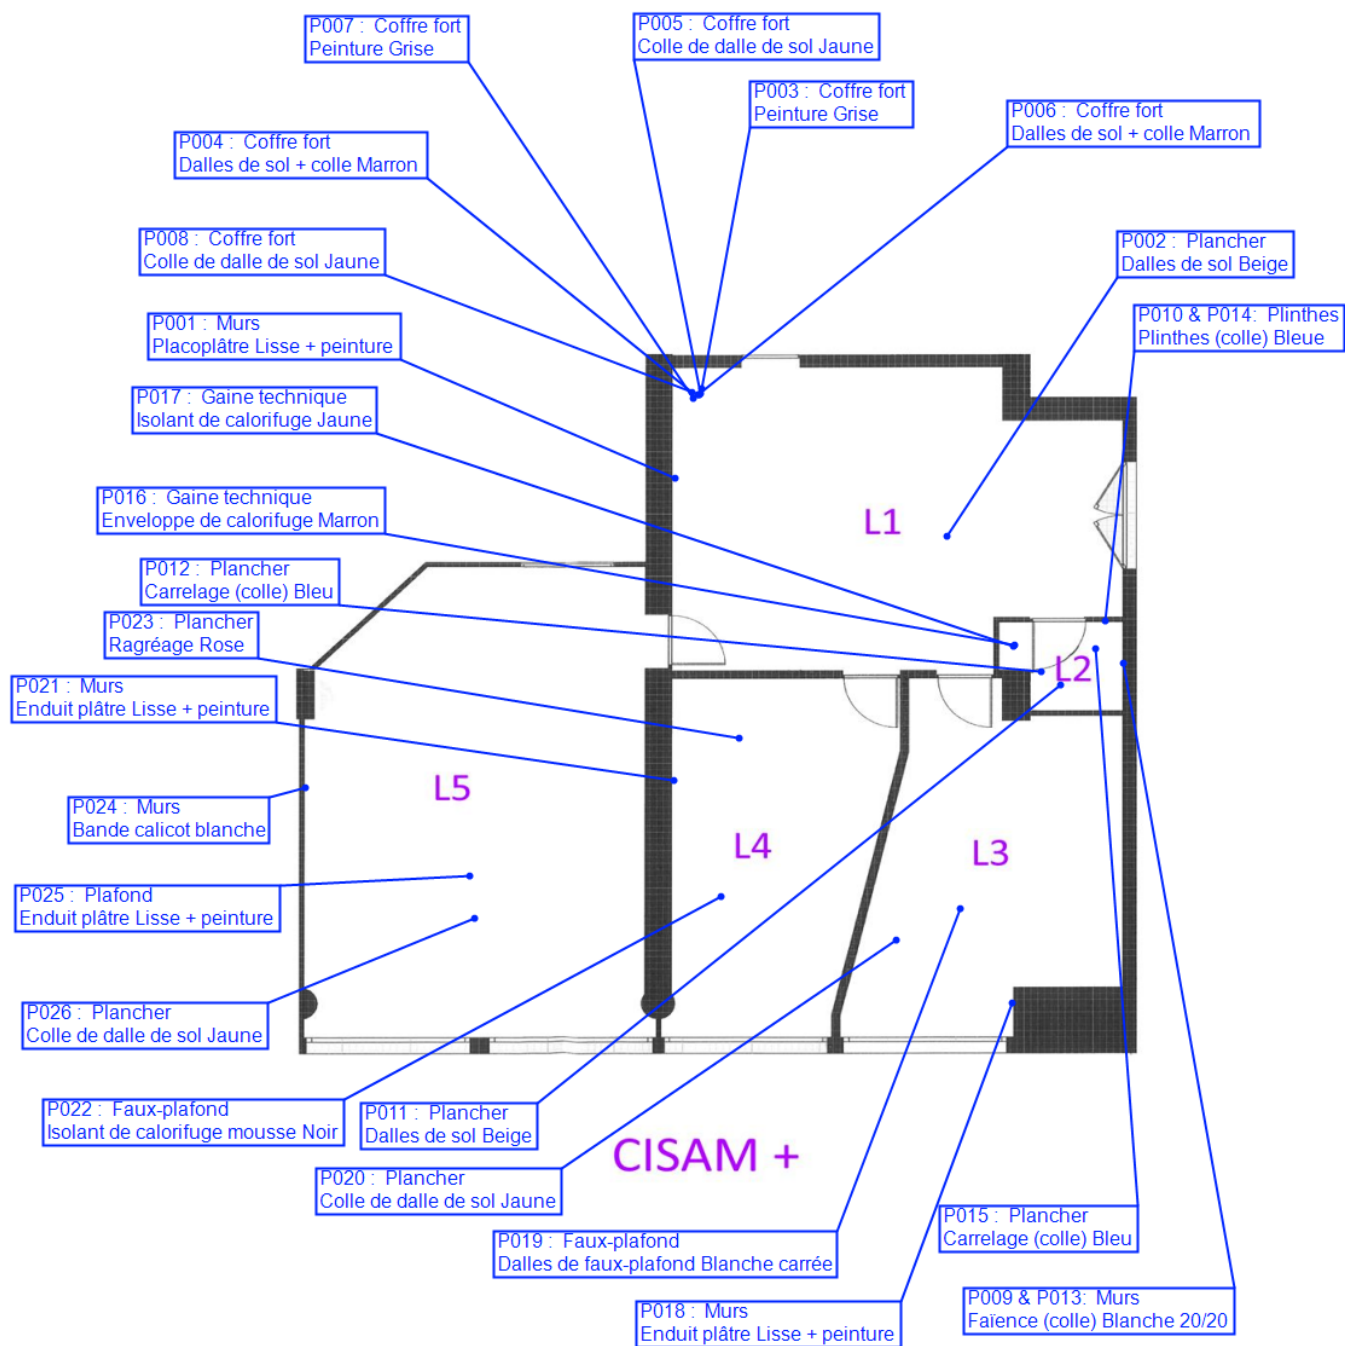 P007 :  Coffre fort
Peinture Grise
P005 :  Coffre fort
Colle de dalle de sol Jaune
P003 :  Coffre fort
Peinture Grise
P006 :  Coffre fort
Dalles de sol + colle Marron
P004 :  Coffre fort
Dalles de sol + colle Marron
P008 :  Coffre fort
Colle de dalle de sol Jaune
P002 :  Plancher
Dalles de sol Beige
P001 :  Murs
Placoplâtre Lisse + peinture
P010 & P014:  Plinthes
Plinthes (colle) Bleue
P017 :  Gaine technique
Isolant de calorifuge Jaune
P016 :  Gaine technique
Enveloppe de calorifuge Marron
L1
P012 :  Plancher
Carrelage (colle) Bleu
P023 :  Plancher
Ragréage Rose
L2
P021 :  Murs
Enduit plâtre Lisse + peinture
L5
P024 :  Murs
Bande calicot blanche
L4
L3
P025 :  Plafond
Enduit plâtre Lisse + peinture
P026 :  Plancher
Colle de dalle de sol Jaune
P022 :  Faux-plafond
Isolant de calorifuge mousse Noir
P011 :  Plancher
Dalles de sol Beige
CISAM +
P020 :  Plancher
Colle de dalle de sol Jaune
P015 :  Plancher
Carrelage (colle) Bleu
P019 :  Faux-plafond
Dalles de faux-plafond Blanche carrée
P009 & P013:  Murs
Faïence (colle) Blanche 20/20
P018 :  Murs
Enduit plâtre Lisse + peinture